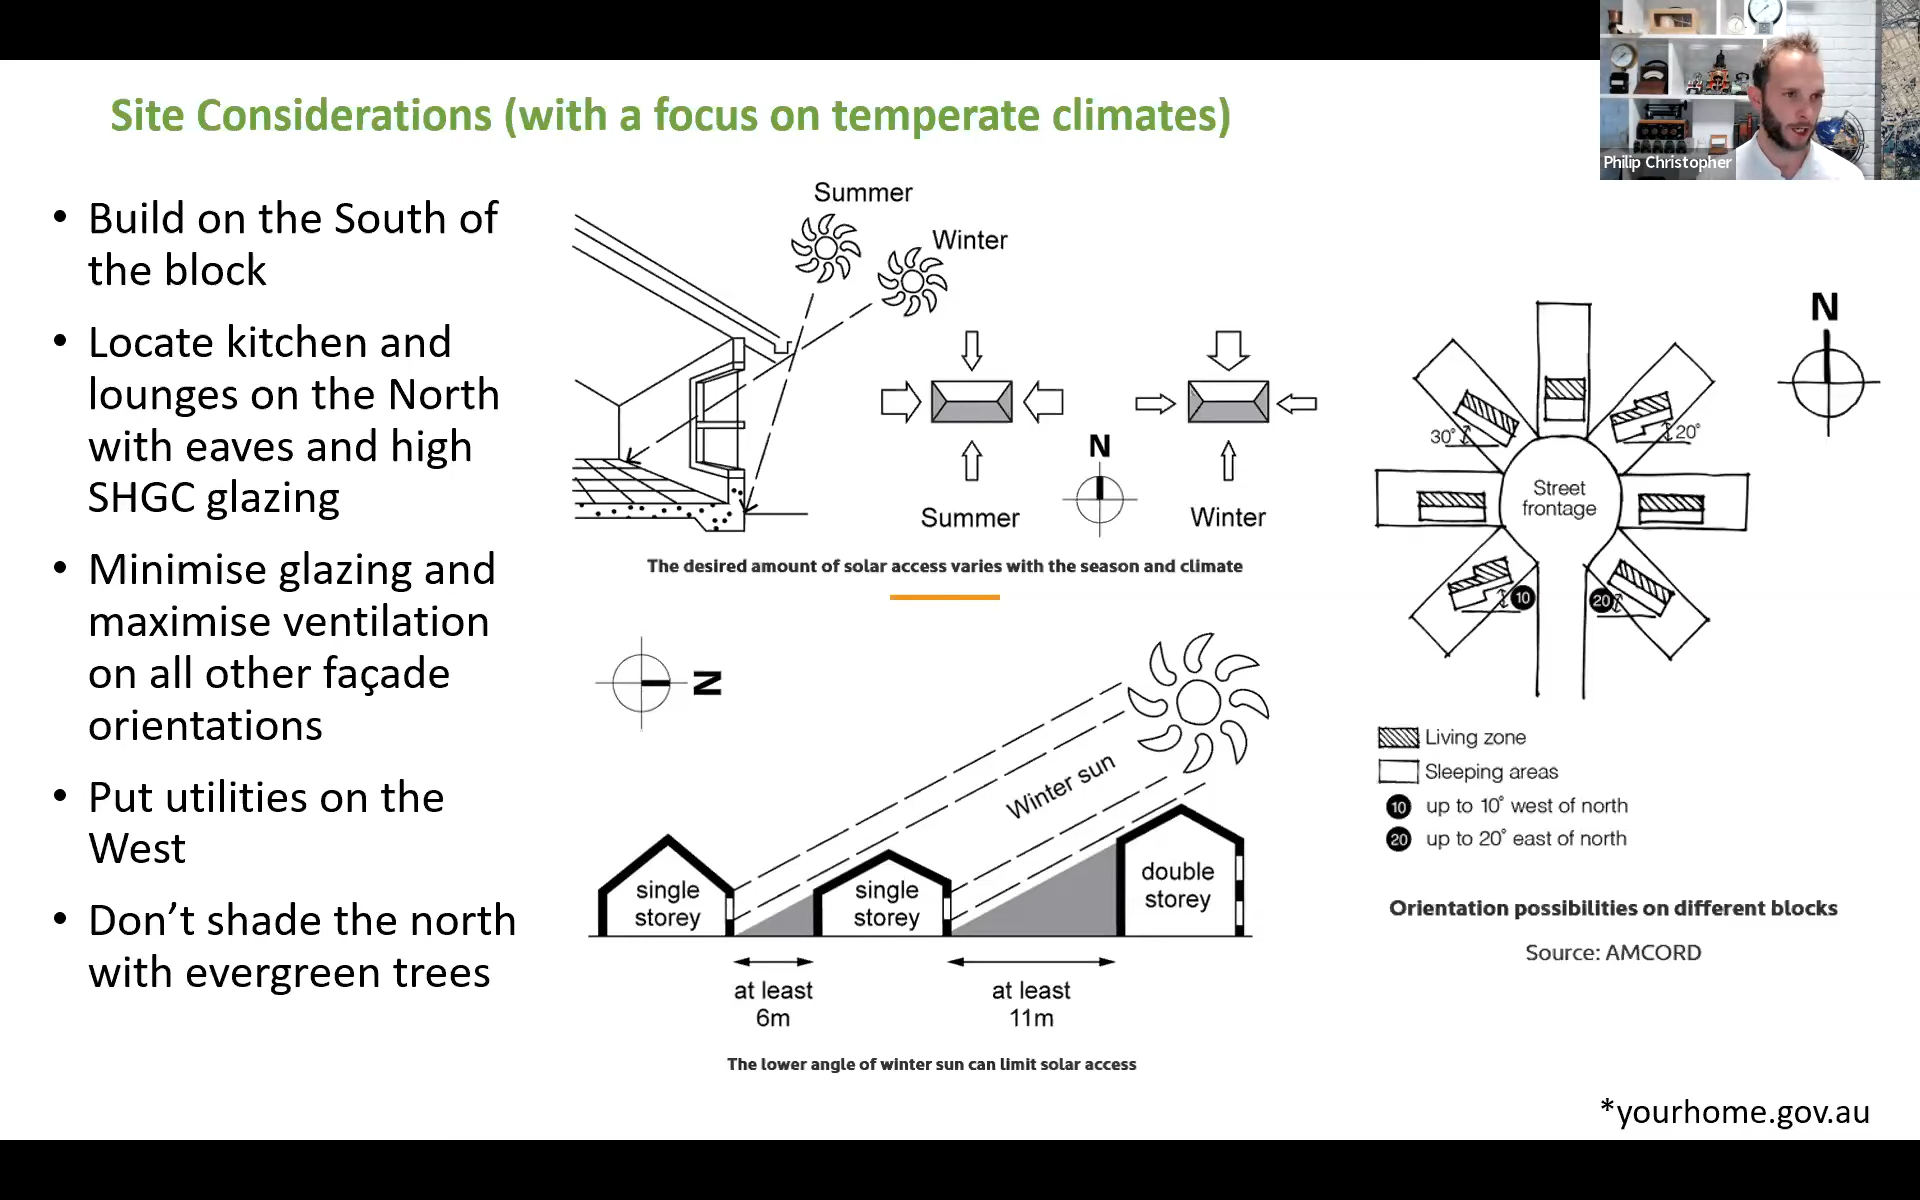 Site Considerations (with a focus on temperate climates)
Philip Christopher
• Build on the South of
the block
• Locate kitchen and
lounges on the North
with eaves and high
SHGC glazing
• Minimise glazing and
maximise ventilation
on all other façade
orientations
• Put utilities on the
West
• Don’t shade the north
with evergreen trees
Summer
Winter
N
Summer
Winter
The desired amount of solar access varies with the season and climate
N
Winter sun
single
storey
single
storey
double
storey
at least
6m
at least
11m
The lower angle of winter sun can limit solar access
N
30°
20°
Street
frontage
10
20
Living zone
Sleeping areas
10 up to 10° west of north
20 up to 20° east of north
Orientation possibilities on different blocks
Source: AMCORD
*yourhome.gov.au